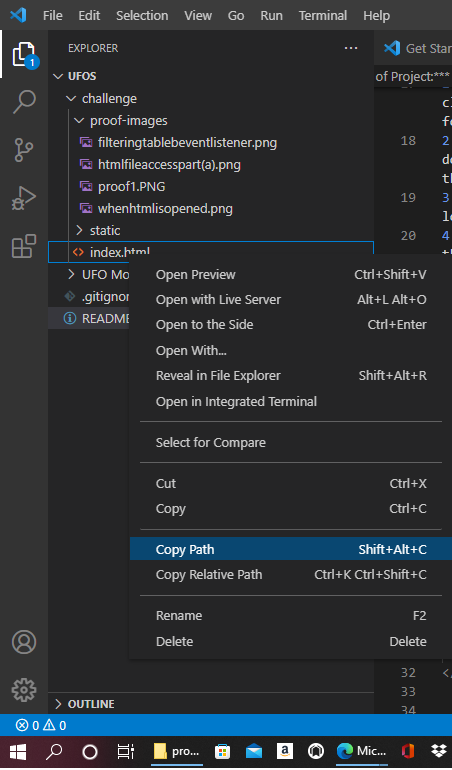 File Edit Selection View Go Run Terminal Help
EXPLORER ···
Get Star
of Project:***
1
UFOS
challenge
proof-images
filteringtablebeventlistener.png
htmlfileaccesspart(a).png
proof1.PNG
whenhtmlisopened.png
static
index.html
UFO Mo
.gitignor
README
18
2
19
3
20
4
Open Preview Ctrl+Shift+V
Open with Live Server Alt+L Alt+O
Open to the Side Ctrl+Enter
Open With...
Reveal in File Explorer Shift+Alt+R
Open in Integrated Terminal
Select for Compare
Cut Ctrl+X
Copy Ctrl+C
Copy Path Shift+Alt+C
Copy Relative Path Ctrl+K Ctrl+Shift+C
Rename F2
Delete Delete
32 </
33
34
OUTLINE
0 0
pro... a Mic...